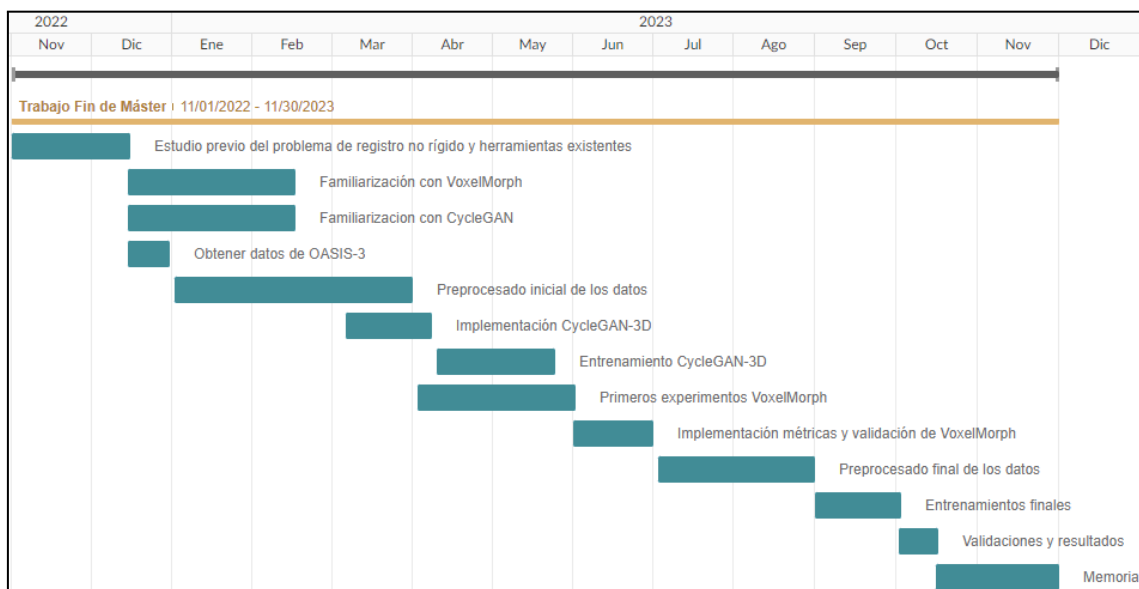 2022 2023
Nov Dic Ene Feb Mar Abr May Jun Jul Ago Sep Oct Nov Dic
Trabajo Fin de Máster 11/01/2022 - 11/30/2023
Estudio previo del problema de registro no rígido y herramientas existentes
Familiarización con VoxelMorph
Familiarizacion con CycleGAN
Obtener datos de OASIS-3
Preprocesado inicial de los datos
Implementación CycleGAN-3D
Entrenamiento CycleGAN-3D
Primeros experimentos VoxelMorph
Implementación métricas y validación de VoxelMorph
Preprocesado final de los datos
Entrenamientos finales
Validaciones y resultados
Memoria